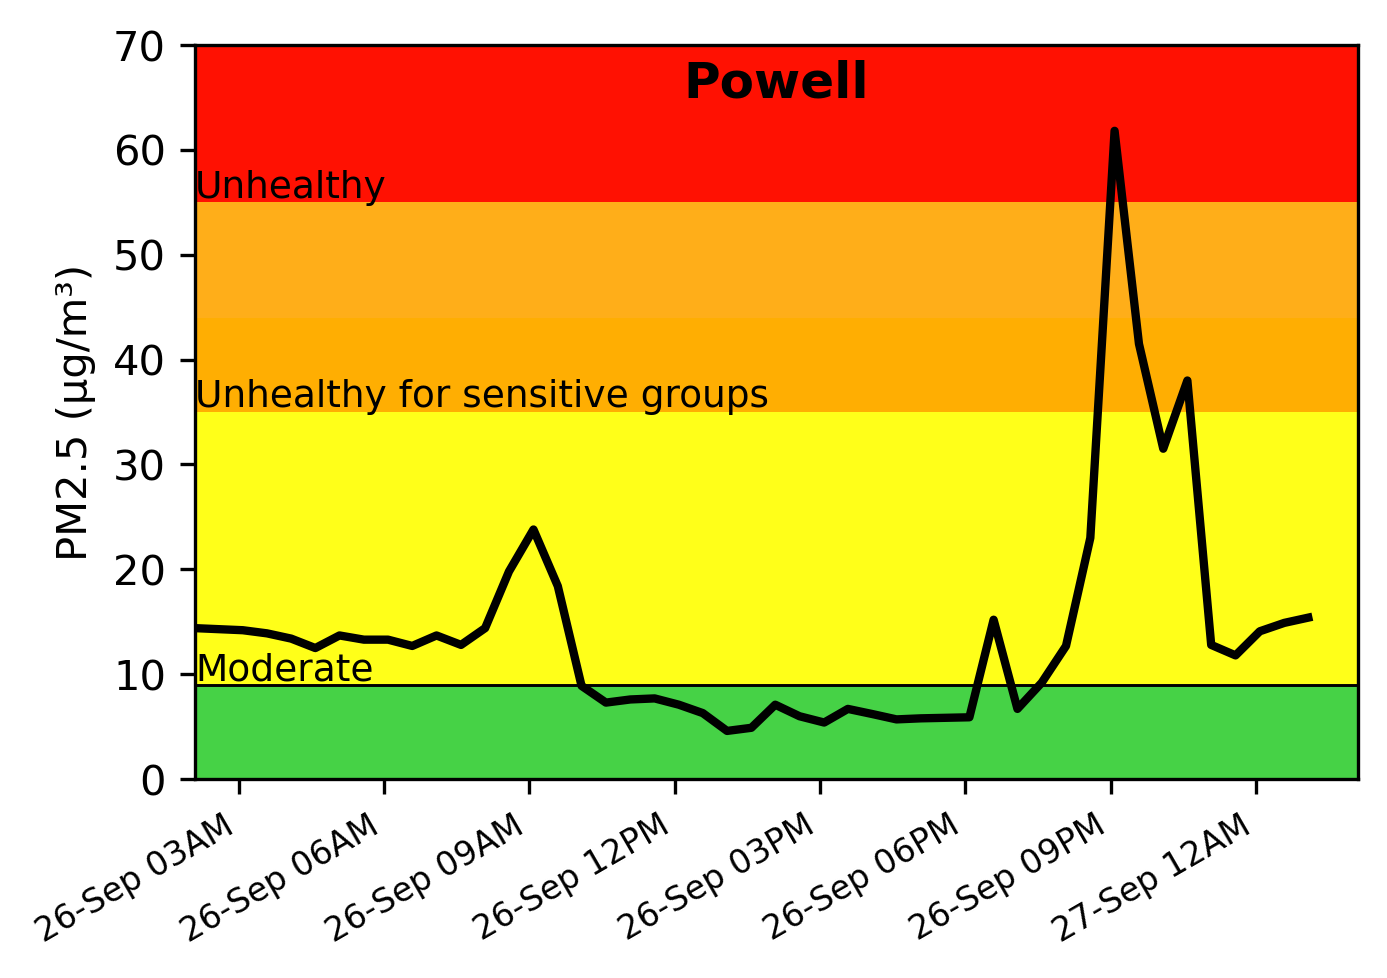 Powell
PM2.5 (µg/m³)
70
60
50
40
30
20
10
0
Unhealthy
Unhealthy for sensitive groups
Moderate
26-Sep 03AM
26-Sep 06AM
26-Sep 09AM
26-Sep 12PM
26-Sep 03PM
26-Sep 06PM
26-Sep 09PM
27-Sep 12AM